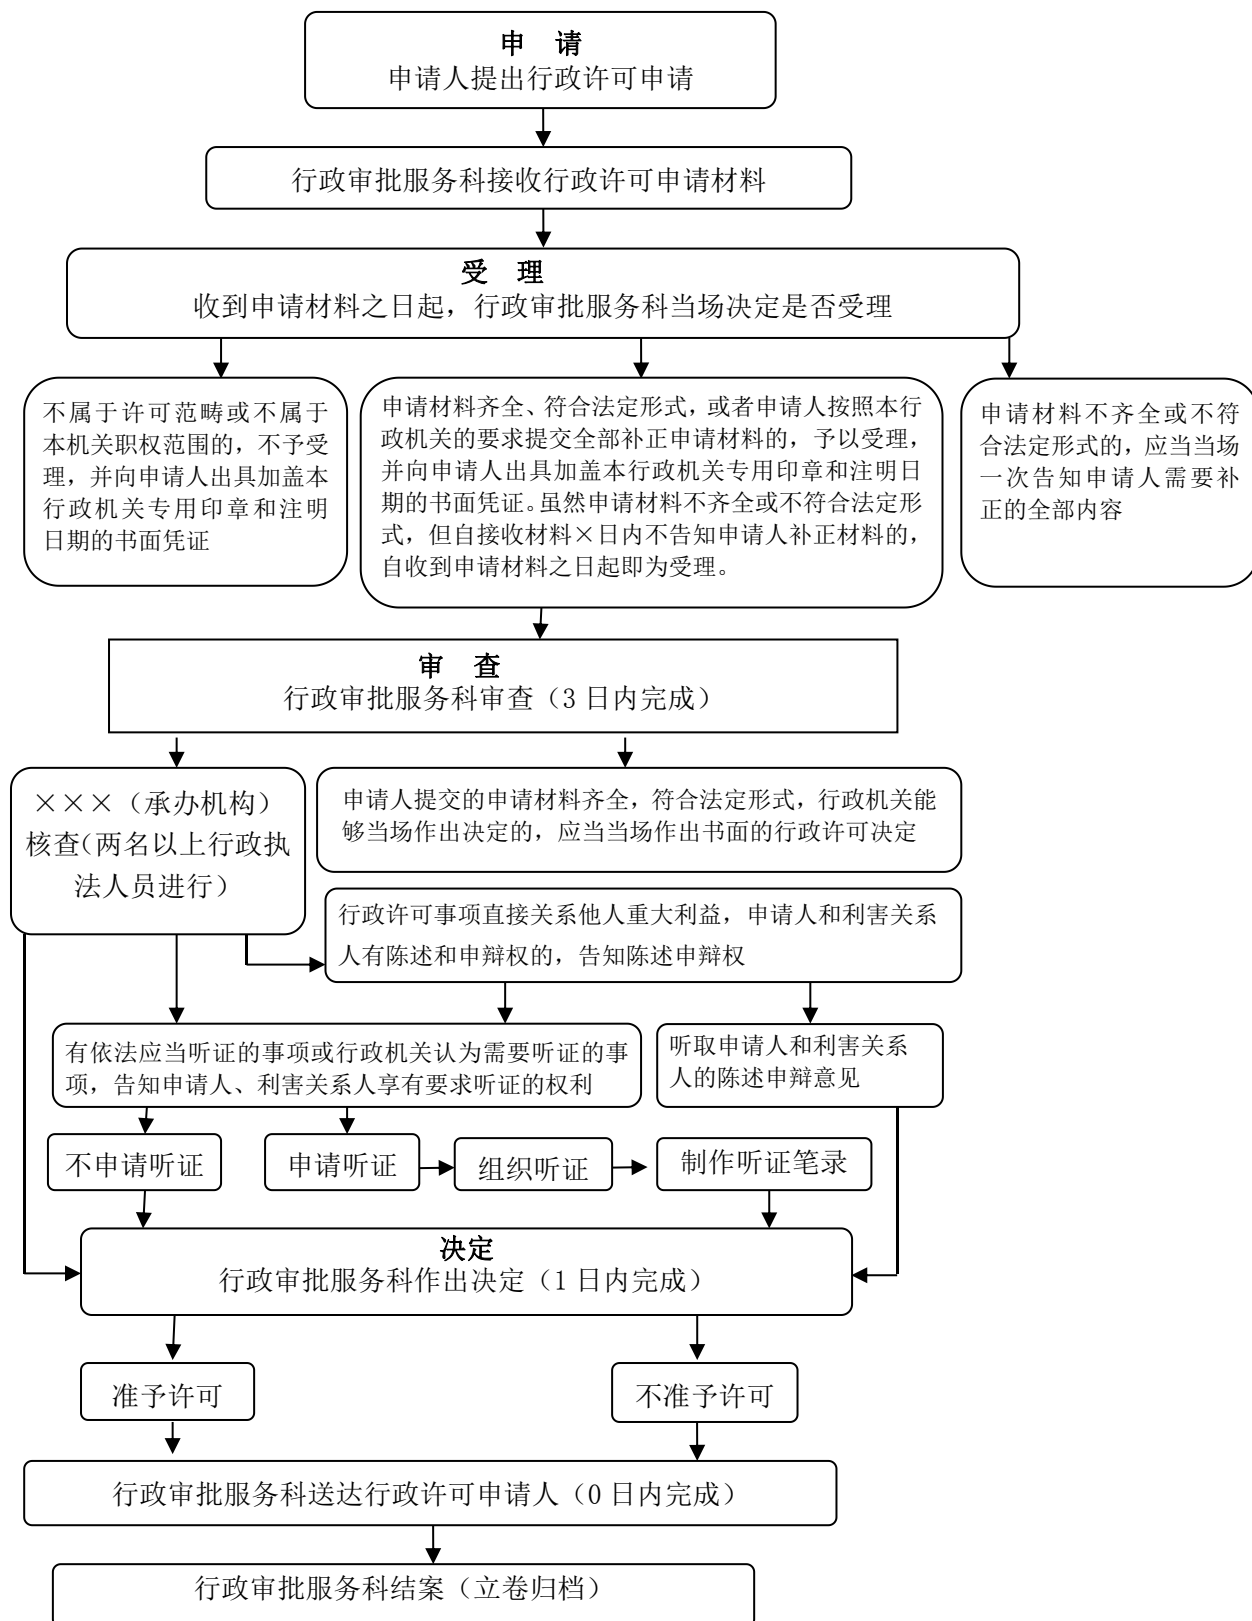 申 请
申请人提出行政许可申请
行政审批服务科接收行政许可申请材料
受 理
收到申请材料之日起，行政审批服务科当场决定是否受理
不属于许可范畴或不属于
本机关职权范围的，不予受
理，并向申请人出具加盖本
行政机关专用印章和注明
日期的书面凭证
申请材料齐全、符合法定形式，或者申请人按照本行
政机关的要求提交全部补正申请材料的，予以受理，
并向申请人出具加盖本行政机关专用印章和注明日
期的书面凭证。虽然申请材料不齐全或不符合法定形
式，但自接收材料×日内不告知申请人补正材料的，
自收到申请材料之日起即为受理。
申请材料不齐全或不符
合法定形式的，应当当场
一次告知申请人需要补
正的全部内容
审 查
行政审批服务科审查（3 日内完成）
×××（承办机构）
核查（两名以上行政执
法人员进行）
申请人提交的申请材料齐全，符合法定形式，行政机关能
够当场作出决定的，应当当场作出书面的行政许可决定
行政许可事项直接关系他人重大利益，申请人和利害关系
人有陈述和申辩权的，告知陈述申辩权
有依法应当听证的事项或行政机关认为需要听证的事
项，告知申请人、利害关系人享有要求听证的权利
听取申请人和利害关系
人的陈述申辩意见
不申请听证
申请听证
组织听证
制作听证笔录
决定
行政审批服务科作出决定（1 日内完成）
准予许可
不准予许可
行政审批服务科送达行政许可申请人（0 日内完成）
行政审批服务科结案（立卷归档）